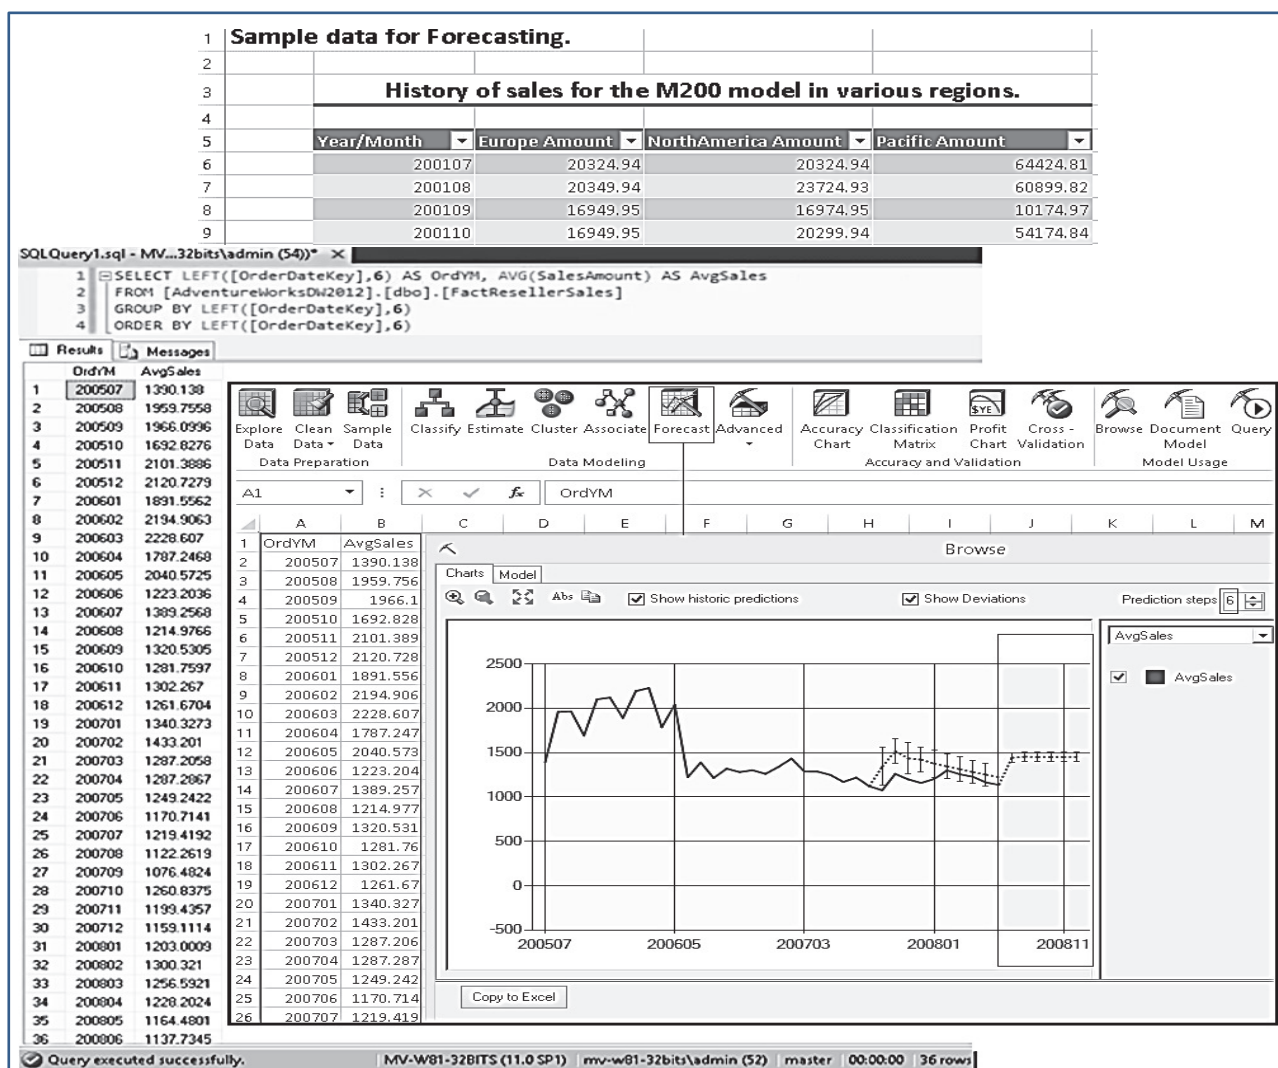 1 Sample data for Forecasting.
2
3 History of sales for the M200 model in various regions.
4
5 Year/Month Europe Amount NorthAmerica Amount Pacific Amount
6 200107 20324.94 20324.94 64424.81
7 200108 20349.94 23724.93 60899.82
8 200109 16949.95 16974.95 10174.97
9 200110 16949.95 20299.94 54174.84
SQLQuery1.sql - MV...32bits\admin (54))* ×
1 SELECT LEFT([OrderDateKey],6) AS OrdYM, AVG(SalesAmount) AS AvgSales
2 FROM [AdventureWorksDW2012].[dbo].[FactResellerSales]
3 GROUP BY LEFT([OrderDateKey],6)
4 ORDER BY LEFT([OrderDateKey],6)
Results Messages
OrdYM AvgSales
1 200507 1390.138
2 200508 1959.7558
3 200509 1966.0996
4 200510 1692.8276
5 200511 2101.3886
6 200512 2120.7279
7 200601 1891.5562
8 200602 2194.9063
9 200603 2228.607
10 200604 1787.2468
11 200605 2040.5725
12 200606 1223.2036
13 200607 1389.2568
14 200608 1214.9766
15 200609 1320.5305
16 200610 1281.7597
17 200611 1302.267
18 200612 1261.6704
19 200701 1340.3273
20 200702 1433.201
21 200703 1287.2058
22 200704 1287.2867
23 200705 1249.2422
24 200706 1170.7141
25 200707 1219.4192
26 200708 1122.2619
27 200709 1076.4824
28 200710 1260.8375
29 200711 1199.4357
30 200712 1159.1114
31 200801 1203.0009
32 200802 1300.321
33 200803 1256.5921
34 200804 1228.2024
35 200805 1164.4801
36 200806 1137.7345
Explore Clean Sample Classify Estimate Cluster Associate Forecast Advanced Accuracy Classification Profit Cross - Browse Document Query
Data Data Data Chart Matrix Chart Validation Model
Data Preparation Data Modeling Accuracy and Validation Model Usage
A1 fx OrdYM
A B C D E F G H I J K L M
1 OrdYM AvgSales
2 200507 1390.138
3 200508 1959.756
4 200509 1966.1
5 200510 1692.828
6 200511 2101.389
7 200512 2120.728
8 200601 1891.556
9 200602 2194.906
10 200603 2228.607
11 200604 1787.247
12 200605 2040.573
13 200606 1223.204
14 200607 1389.257
15 200608 1214.977
16 200609 1320.531
17 200610 1281.76
18 200611 1302.267
19 200612 1261.67
20 200701 1340.327
21 200702 1433.201
22 200703 1287.206
23 200704 1287.287
24 200705 1249.242
25 200706 1170.714
26 200707 1219.419
Browse
Charts Model
Abs Show historic predictions Show Deviations Prediction steps 6
AvgSales
AvgSales
2500
2000
1500
1000
500
0
-500
200507 200605 200703 200801 200811
Copy to Excel
Query executed successfully. MV-W81-32BITS (11.0 SP1) mv-w81-32bits\admin (52) master 00:00:00 36 rows